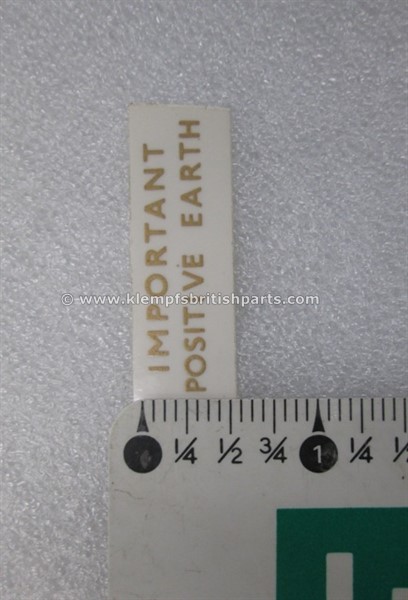 IMPORTANT
POSITIVE EARTH
© www.klempfsbritishparts.com
1/4 1/2 3/4 1 1/4 1/2